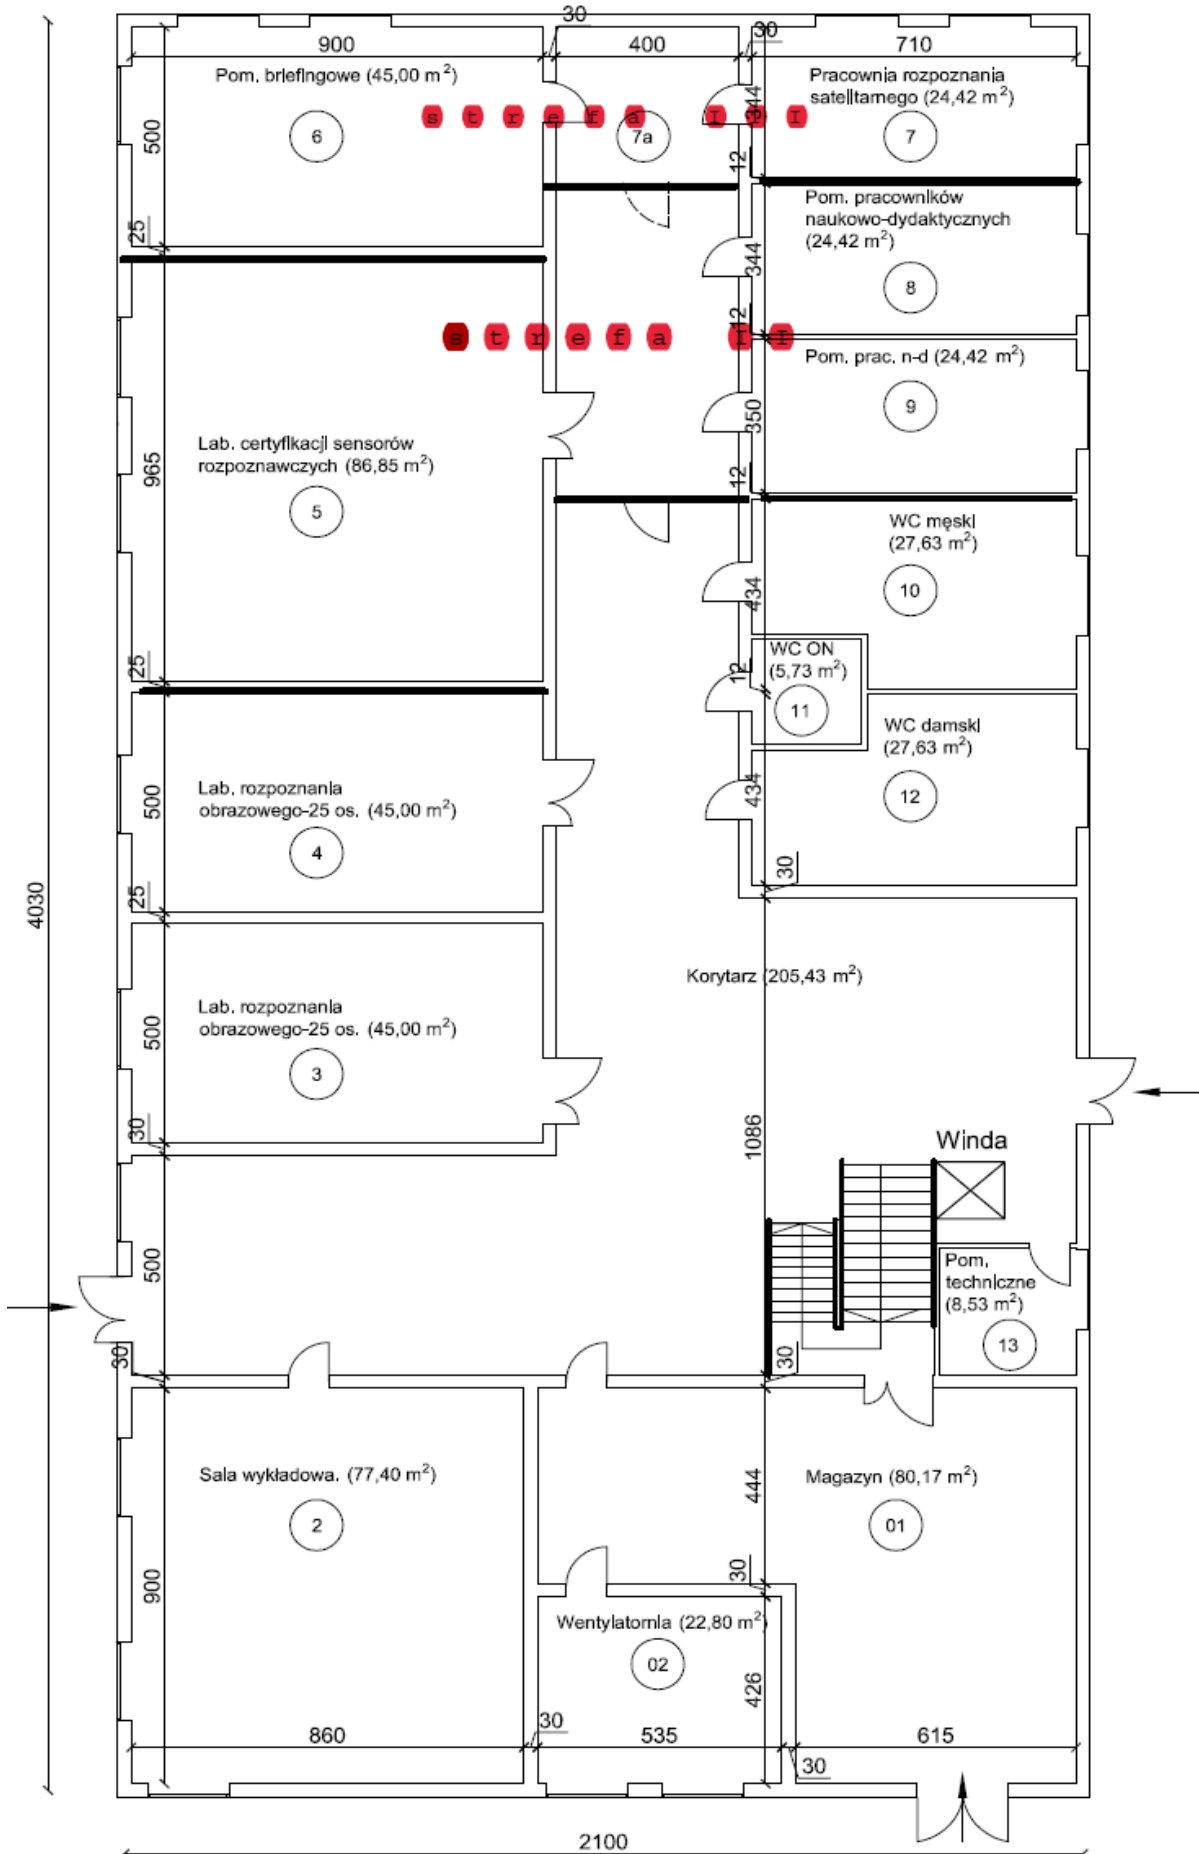 30
900
400
30
710
Pom. briefingowe (45,00 m²)
Pracownia rozpoznania
satelitarnego (24,42 m²)
344
strefa III
6
7a
7
500
12
Pom. pracowników
naukowo-dydaktycznych
(24,42 m²)
25
344
8
12
strefa II
Pom. prac. n-d (24,42 m²)
9
350
Lab. certyfikacji sensorów
rozpoznawczych (86,85 m²)
965
12
5
WC męski
(27,63 m²)
434
10
25
WC ON
(5,73 m²)
12
11
WC damski
(27,63 m²)
Lab. rozpoznania
obrazowego-25 os. (45,00 m²)
500
434
12
4
30
25
4030
Korytarz (205,43 m²)
Lab. rozpoznania
obrazowego-25 os. (45,00 m²)
500
3
30
1086
Winda
500
Pom.
techniczne
(8,53 m²)
13
30
30
Sala wykładowa. (77,40 m²)
444
Magazyn (80,17 m²)
2
01
30
900
Wentylatornia (22,80 m²)
02
426
860
30
535
615
30
2100